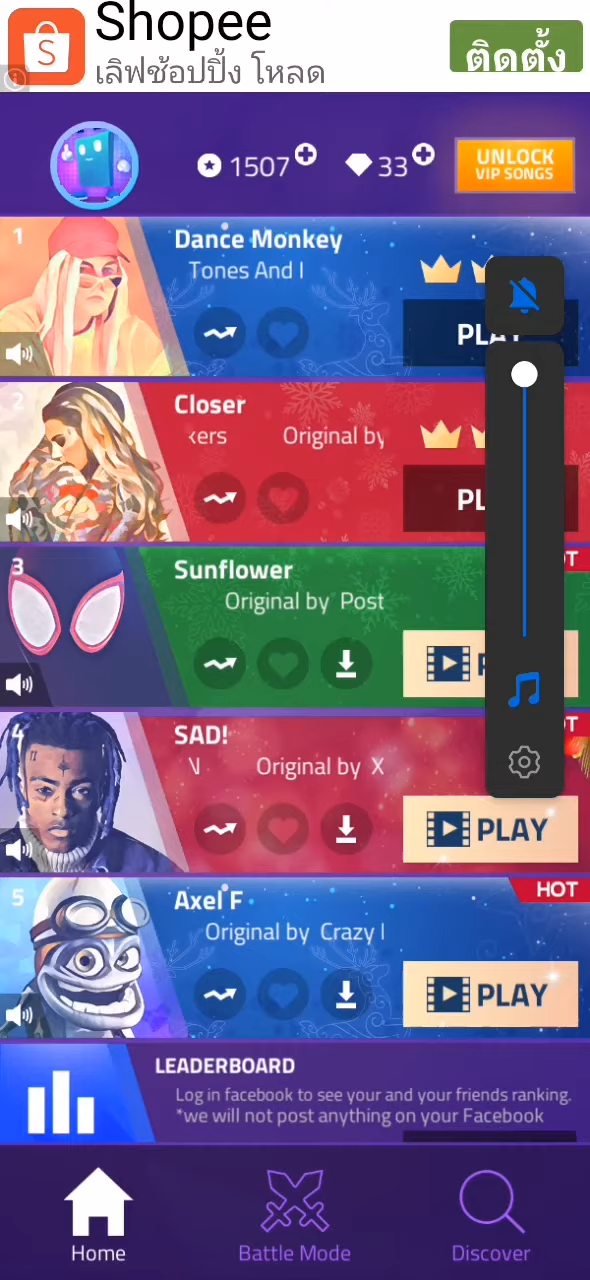 Shopee
เลิฟช้อปปิ้ง โหลด
ติดตั้ง
1507
33
UNLOCK
VIP SONGS
1
Dance Monkey
Tones And I
2
Closer
kers Original by
3
Sunflower
Original by Post
4
SAD!
Original by X
PLAY
5
HOT
Axel F
Original by Crazy
PLAY
LEADERBOARD
Log in facebook to see your and your friends ranking.
*we will not post anything on your Facebook
Home
Battle Mode
Discover